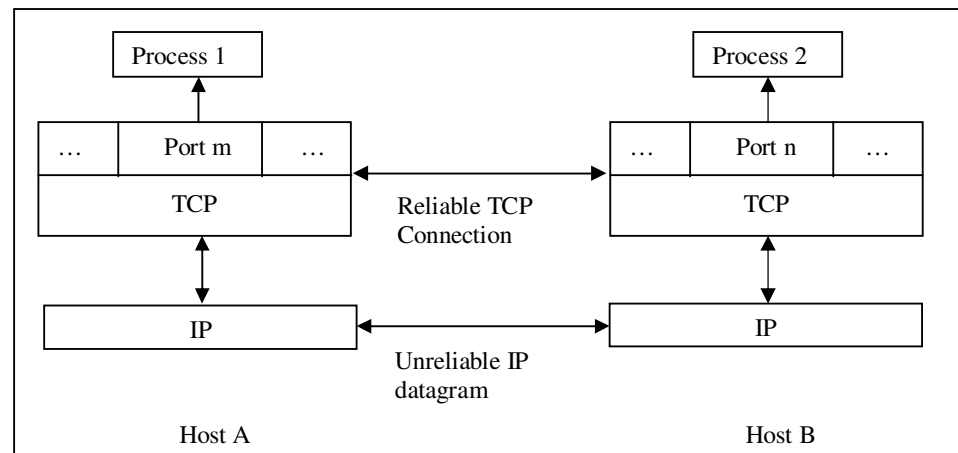 Process 1
Process 2
… Port m …
… Port n …
TCP
TCP
Reliable TCP
Connection
IP
IP
Unreliable IP
datagram
Host A
Host B